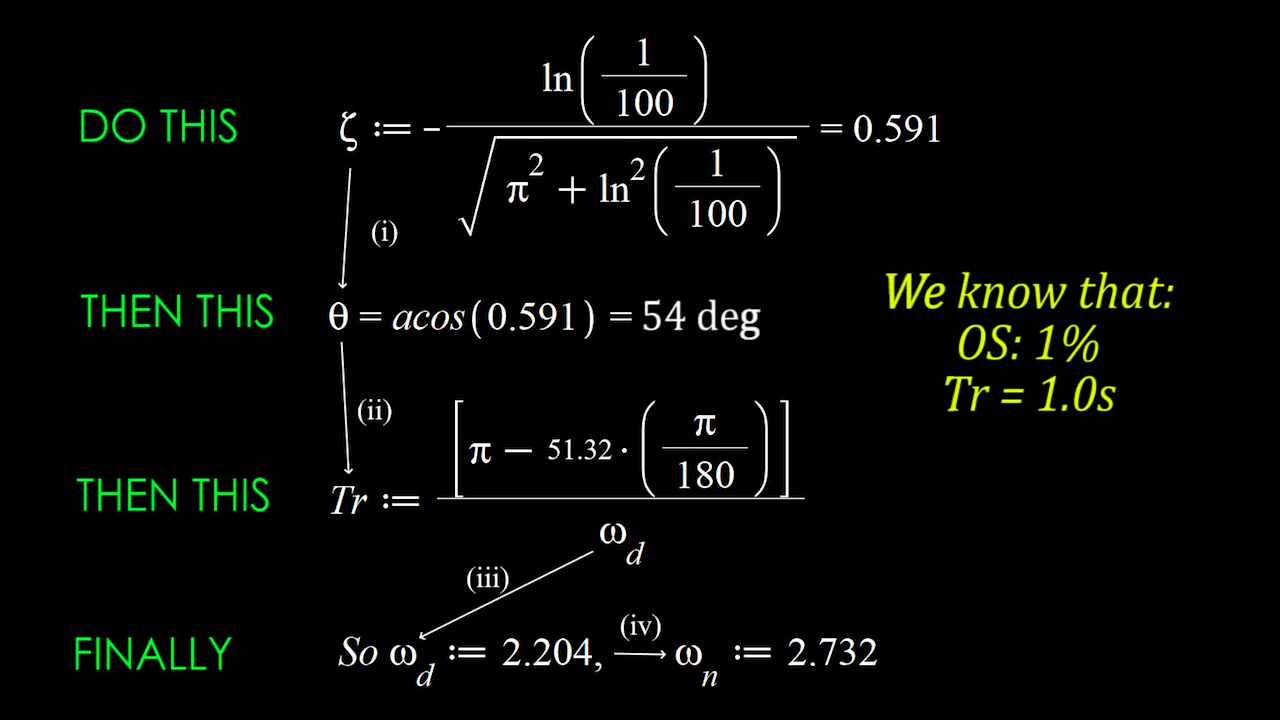 DO THIS ζ := - ln(1/100) / √(π² + ln²(1/100)) = 0.591
(i)
THEN THIS θ = acos(0.591) = 54 deg
We know that:
OS: 1%
Tr = 1.0s
(ii)
THEN THIS Tr := [π − 51.32 · (π/180)] / ω_d
(iii)
FINALLY So ω_d := 2.204, (iv) → ω_n := 2.732